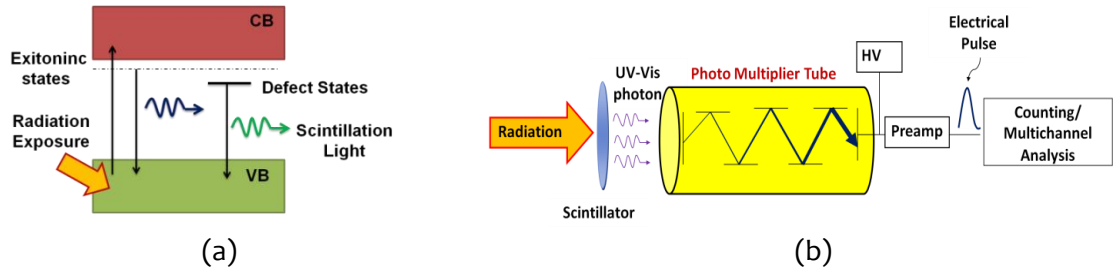 CB
Exitoninc
states
Defect States
Radiation
Exposure
Scintillation
Light
VB
(a)
Electrical
Pulse
HV
UV-Vis
photon
Photo Multiplier Tube
Radiation
Preamp
Counting/
Multichannel
Analysis
Scintillator
(b)